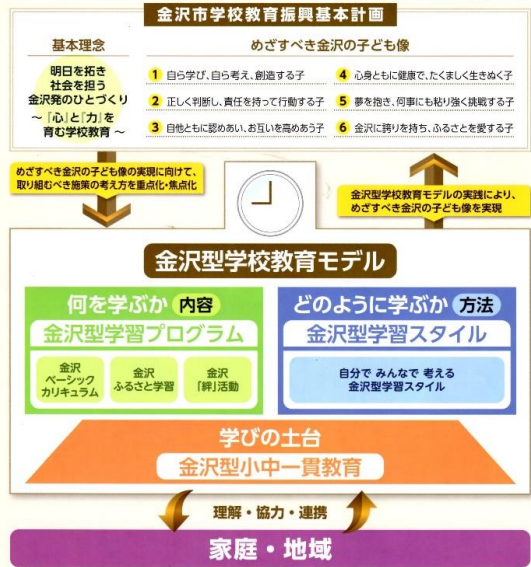 金沢市学校教育振興基本計画
基本理念
明日を拓き
社会を担う
金沢発のひとづくり
～『心』と『力』を
育む学校教育～
めざすべき金沢の子ども像
1 自ら学び、自ら考え、創造する子
2 正しく判断し、責任を持って行動する子
3 自他ともに認めあい、お互いを高めあう子
4 心身ともに健康で、たくましく生きぬく子
5 夢を抱き、何事にも粘り強く挑戦する子
6 金沢に誇りを持ち、ふるさとを愛する子
めざすべき金沢の子ども像の実現に向けて、
取り組むべき施策の考え方を重点化・焦点化
金沢型学校教育モデルの実践により、
めざすべき金沢の子ども像を実現
金沢型学校教育モデル
何を学ぶか 内容
金沢型学習プログラム
金沢
ベーシック
カリキュラム
金沢
ふるさと学習
金沢
「絆」活動
どのように学ぶか 方法
金沢型学習スタイル
自分で みんなで 考える
金沢型学習スタイル
学びの土台
金沢型小中一貫教育
理解・協力・連携
家庭・地域